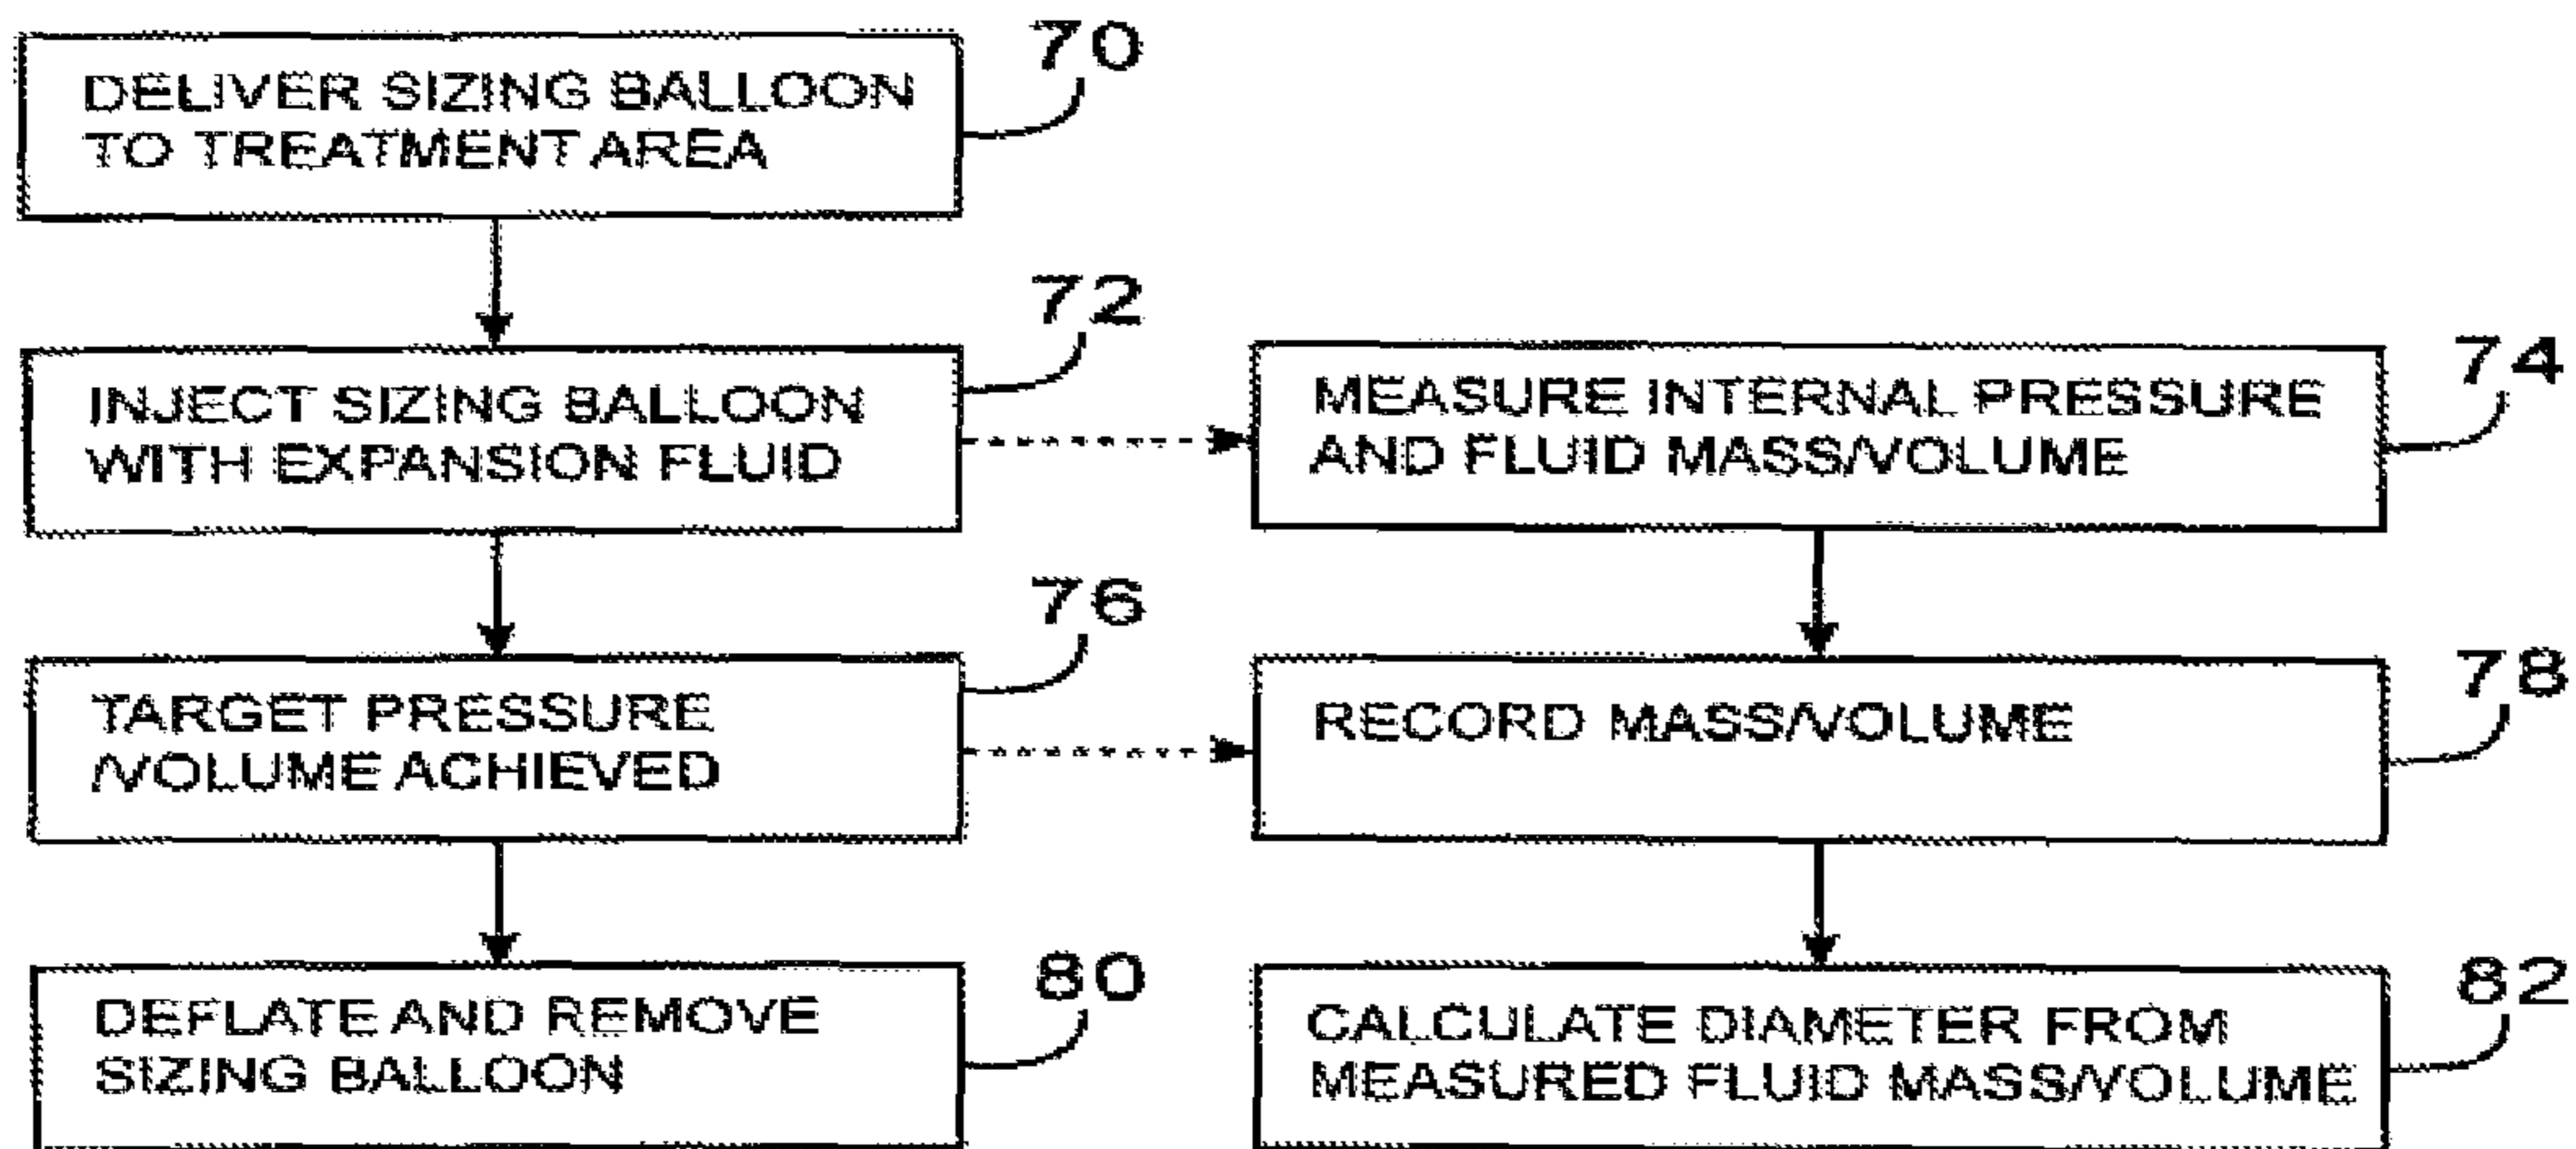 DELIVER SIZING BALLOON
TO TREATMENT AREA
70
INJECT SIZING BALLOON
WITH EXPANSION FLUID
72
MEASURE INTERNAL PRESSURE
AND FLUID MASS/VOLUME
74
TARGET PRESSURE
/VOLUME ACHIEVED
76
RECORD MASS/VOLUME
78
DEFLATE AND REMOVE
SIZING BALLOON
80
CALCULATE DIAMETER FROM
MEASURED FLUID MASS/VOLUME
82